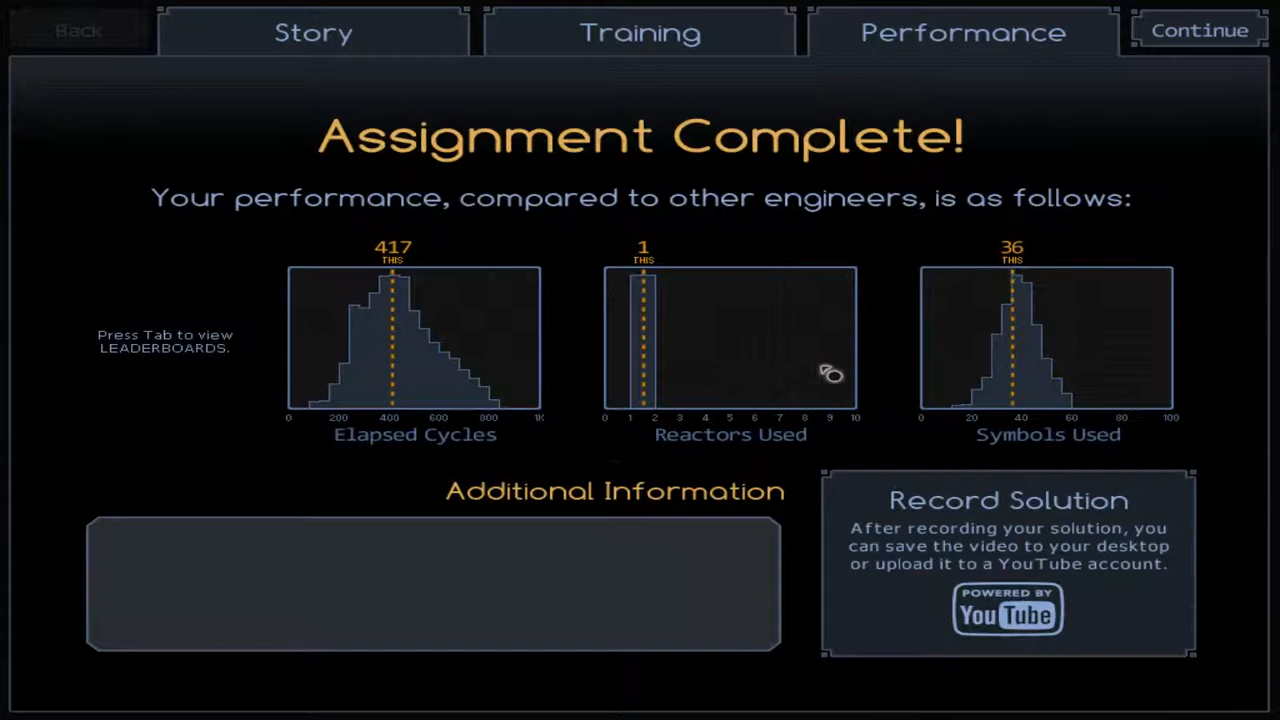 Back
Story
Training
Performance
Continue
Assignment Complete!
Your performance, compared to other engineers, is as follows:
Press Tab to view
LEADERBOARDS.
417
THIS
200 400 600 800 1K
0
Elapsed Cycles
1
THIS
0 1 2 3 4 5 6 7 8 9 10
Reactors Used
36
THIS
0 20 40 60 80 100
Symbols Used
Additional Information
Record Solution
After recording your solution, you
can save the video to your desktop
or upload it to a YouTube account.
POWERED BY
YouTube